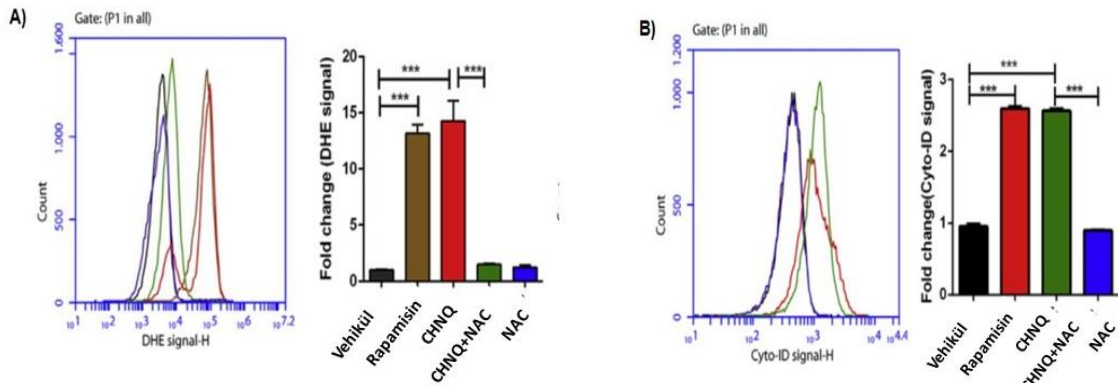 A)
Gate: (P1 in all)
1.600
1.000
500
0
Count
10¹ 10² 10³ 10⁴ 10⁵ 10⁶ 10⁷·²
DHE signal-H
20
15
10
5
0
Fold change (DHE signal)
***
***
***
Vehikül
Rapamisin
CHNQ
CHNQ+NAC
NAC
B)
Gate: (P1 in all)
1.200
1.000
500
0
Count
10¹ 10² 10³ 10⁴ 10⁴·⁴
Cyto-ID signal-H
3
2
1
0
Fold change(Cyto-ID signal)
***
***
***
Vehikül
Rapamisin
CHNQ
CHNQ+NAC
NAC